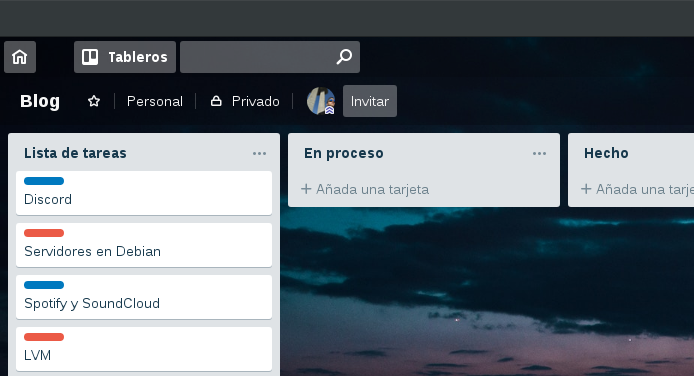 Tableros
Blog
Personal
Privado
Invitar
Lista de tareas
Discord
Servidores en Debian
Spotify y SoundCloud
LVM
En proceso
+ Añada una tarjeta
Hecho
+ Añada una tarje